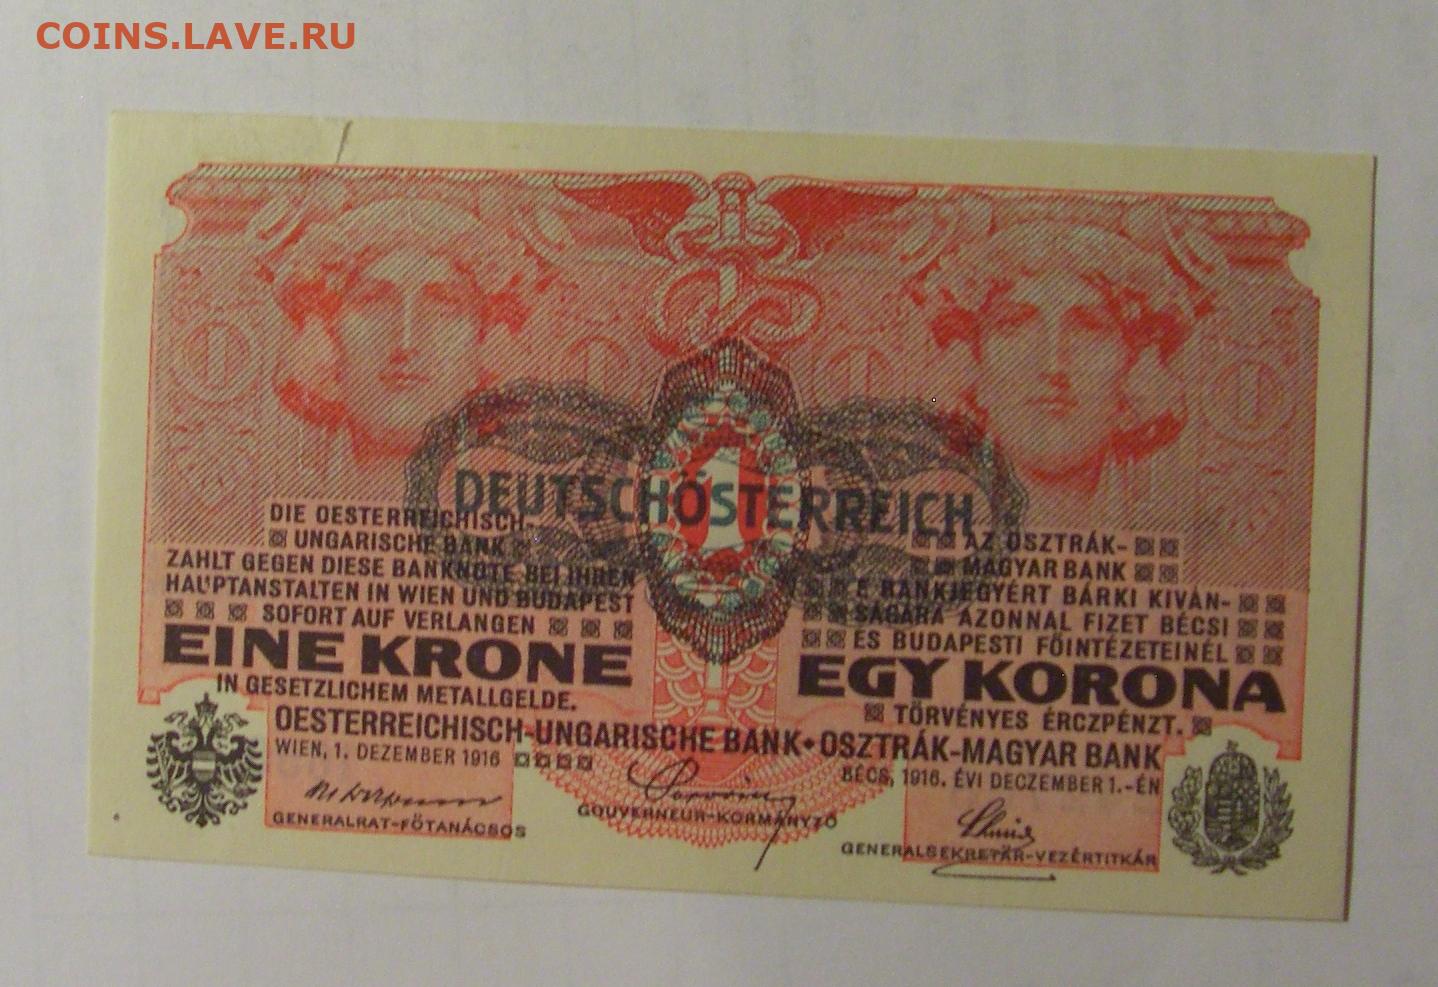 COINS.LAVE.RU
1
DEUTSCHÖSTERREICH
DIE OESTERREICHISCH-
UNGARISCHE BANK
ZAHLT GEGEN DIESE BANKNOTE BEI IHREN
HAUPTANSTALTEN IN WIEN UND BUDAPEST
SOFORT AUF VERLANGEN
EINE KRONE
IN GESETZLICHEM METALLGELDE.
AZ OSZTRÁK-
MAGYAR BANK
E BANKJEGYÉRT BÁRKI KIVÁN-
SÁGÁRA AZONNAL FIZET BÉCSI
ÉS BUDAPESTI FŐINTÉZETEINÉL
EGY KORONA
TÖRVÉNYES ÉRCZPÉNZT.
OESTERREICHISCH-UNGARISCHE BANK • OSZTRÁK-MAGYAR BANK
WIEN, 1. DEZEMBER 1916
BÉCS, 1916. ÉVI DECZEMBER 1.-ÉN
GENERALRAT-FŐTANÁCSOS
GOUVERNEUR-KORMÁNYZÓ
GENERALSEKRETÄR-VEZÉRTITKÁR